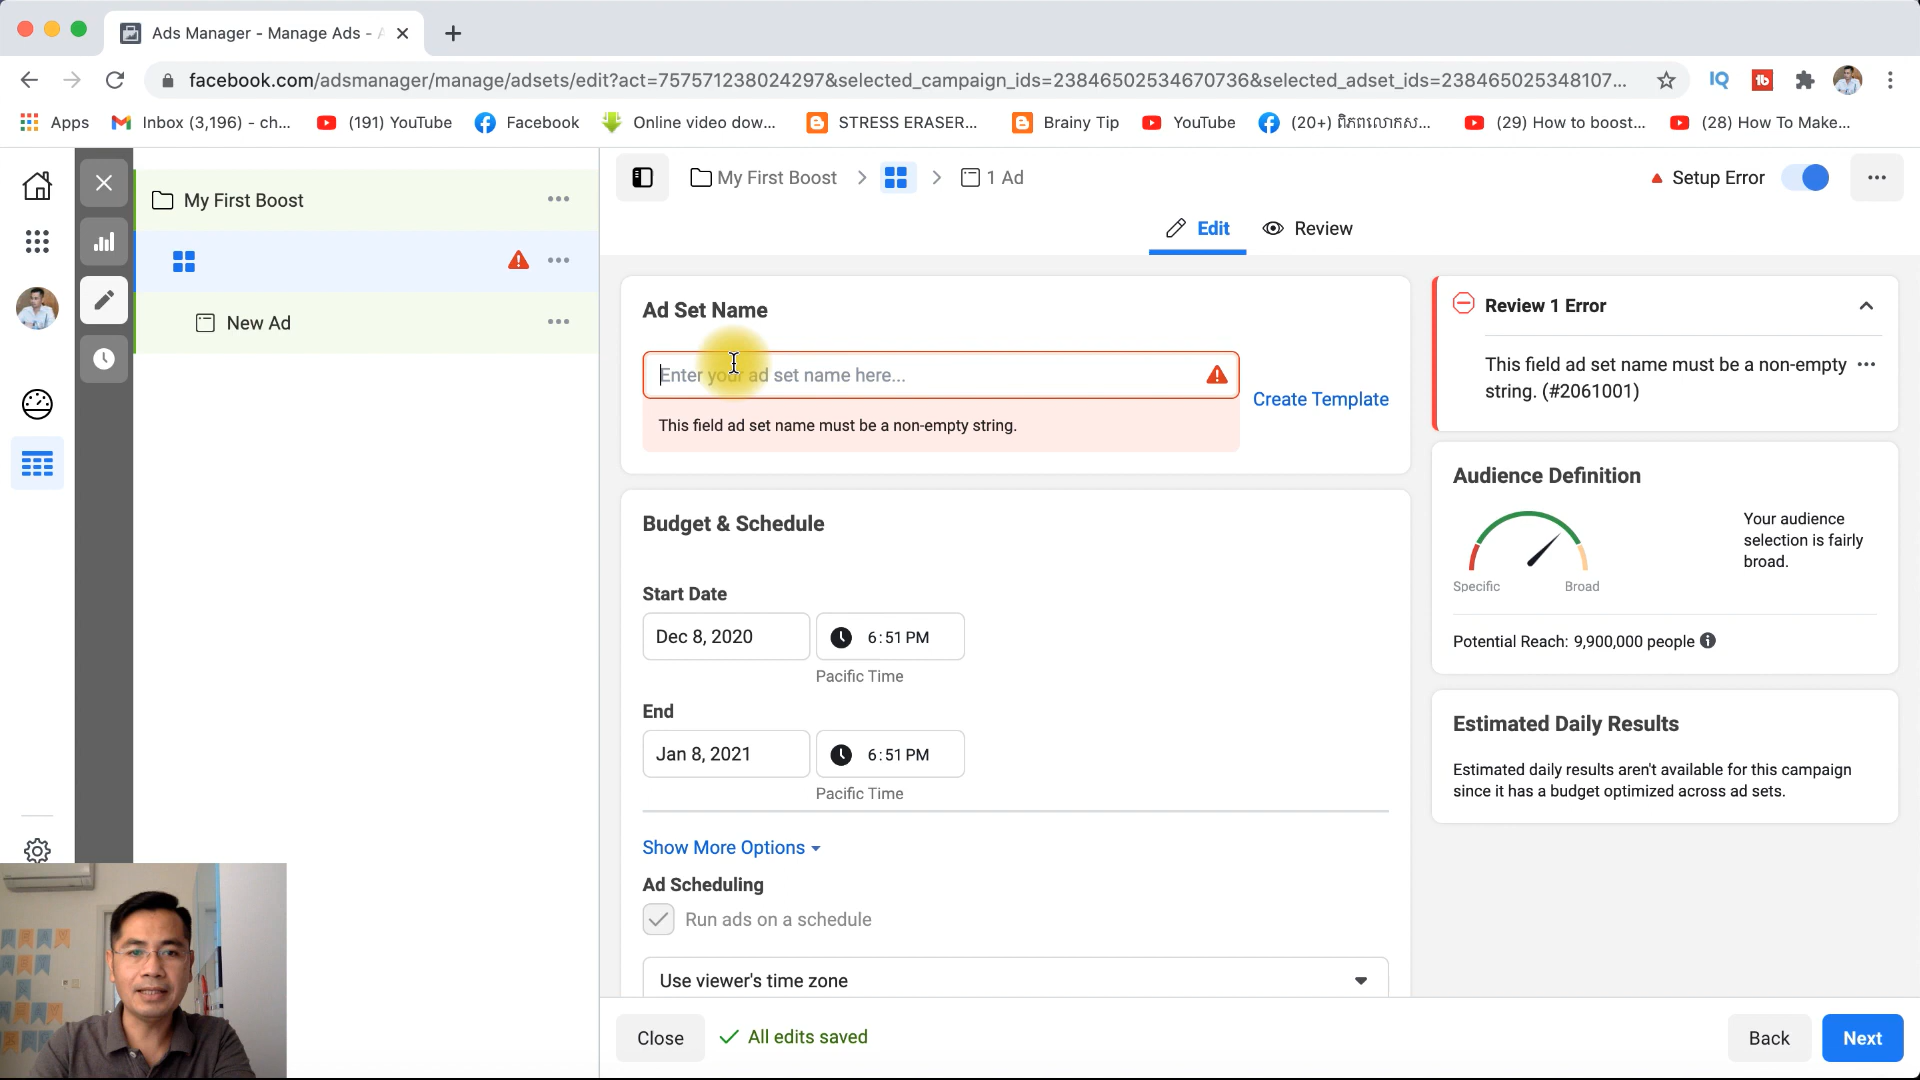 Ads Manager - Manage Ads - A
facebook.com/adsmanager/manage/adsets/edit?act=757571238024297&selected_campaign_ids=23846502534670736&selected_adset_ids=238465025348107...
IQ
Apps
Inbox (3,196) - ch...
(191) YouTube
Facebook
Online video dow...
STRESS ERASER...
Brainy Tip
YouTube
(20+) ពិភពលោកស...
(29) How to boost...
(28) How To Make...
My First Boost
New Ad
My First Boost
1 Ad
Setup Error
Edit
Review
Ad Set Name
Enter your ad set name here...
This field ad set name must be a non-empty string.
Create Template
Budget & Schedule
Start Date
Dec 8, 2020
6:51 PM
Pacific Time
End
Jan 8, 2021
6:51 PM
Pacific Time
Show More Options
Ad Scheduling
Run ads on a schedule
Use viewer's time zone
Close
All edits saved
Back
Next
Review 1 Error
This field ad set name must be a non-empty
string. (#2061001)
Audience Definition
Specific
Broad
Your audience
selection is fairly
broad.
Potential Reach: 9,900,000 people
Estimated Daily Results
Estimated daily results aren't available for this campaign
since it has a budget optimized across ad sets.